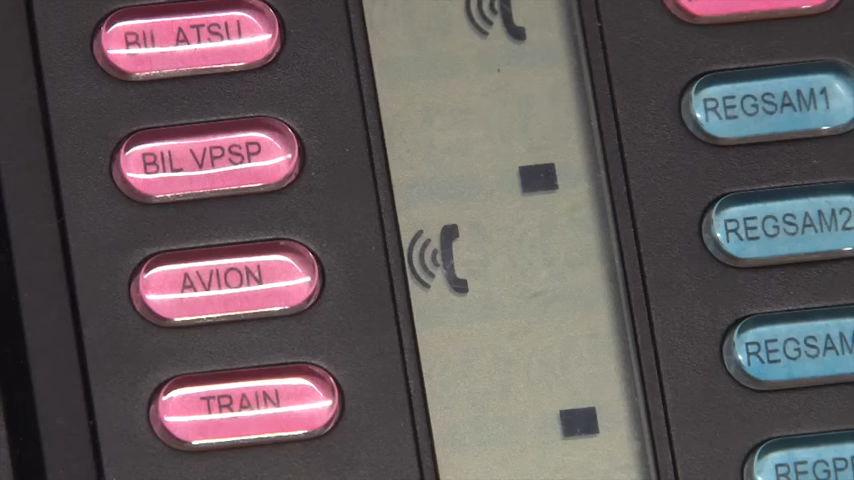 BIL ATSU
BIL VPSP
AVION
TRAIN
REGSAM1
REGSAM2